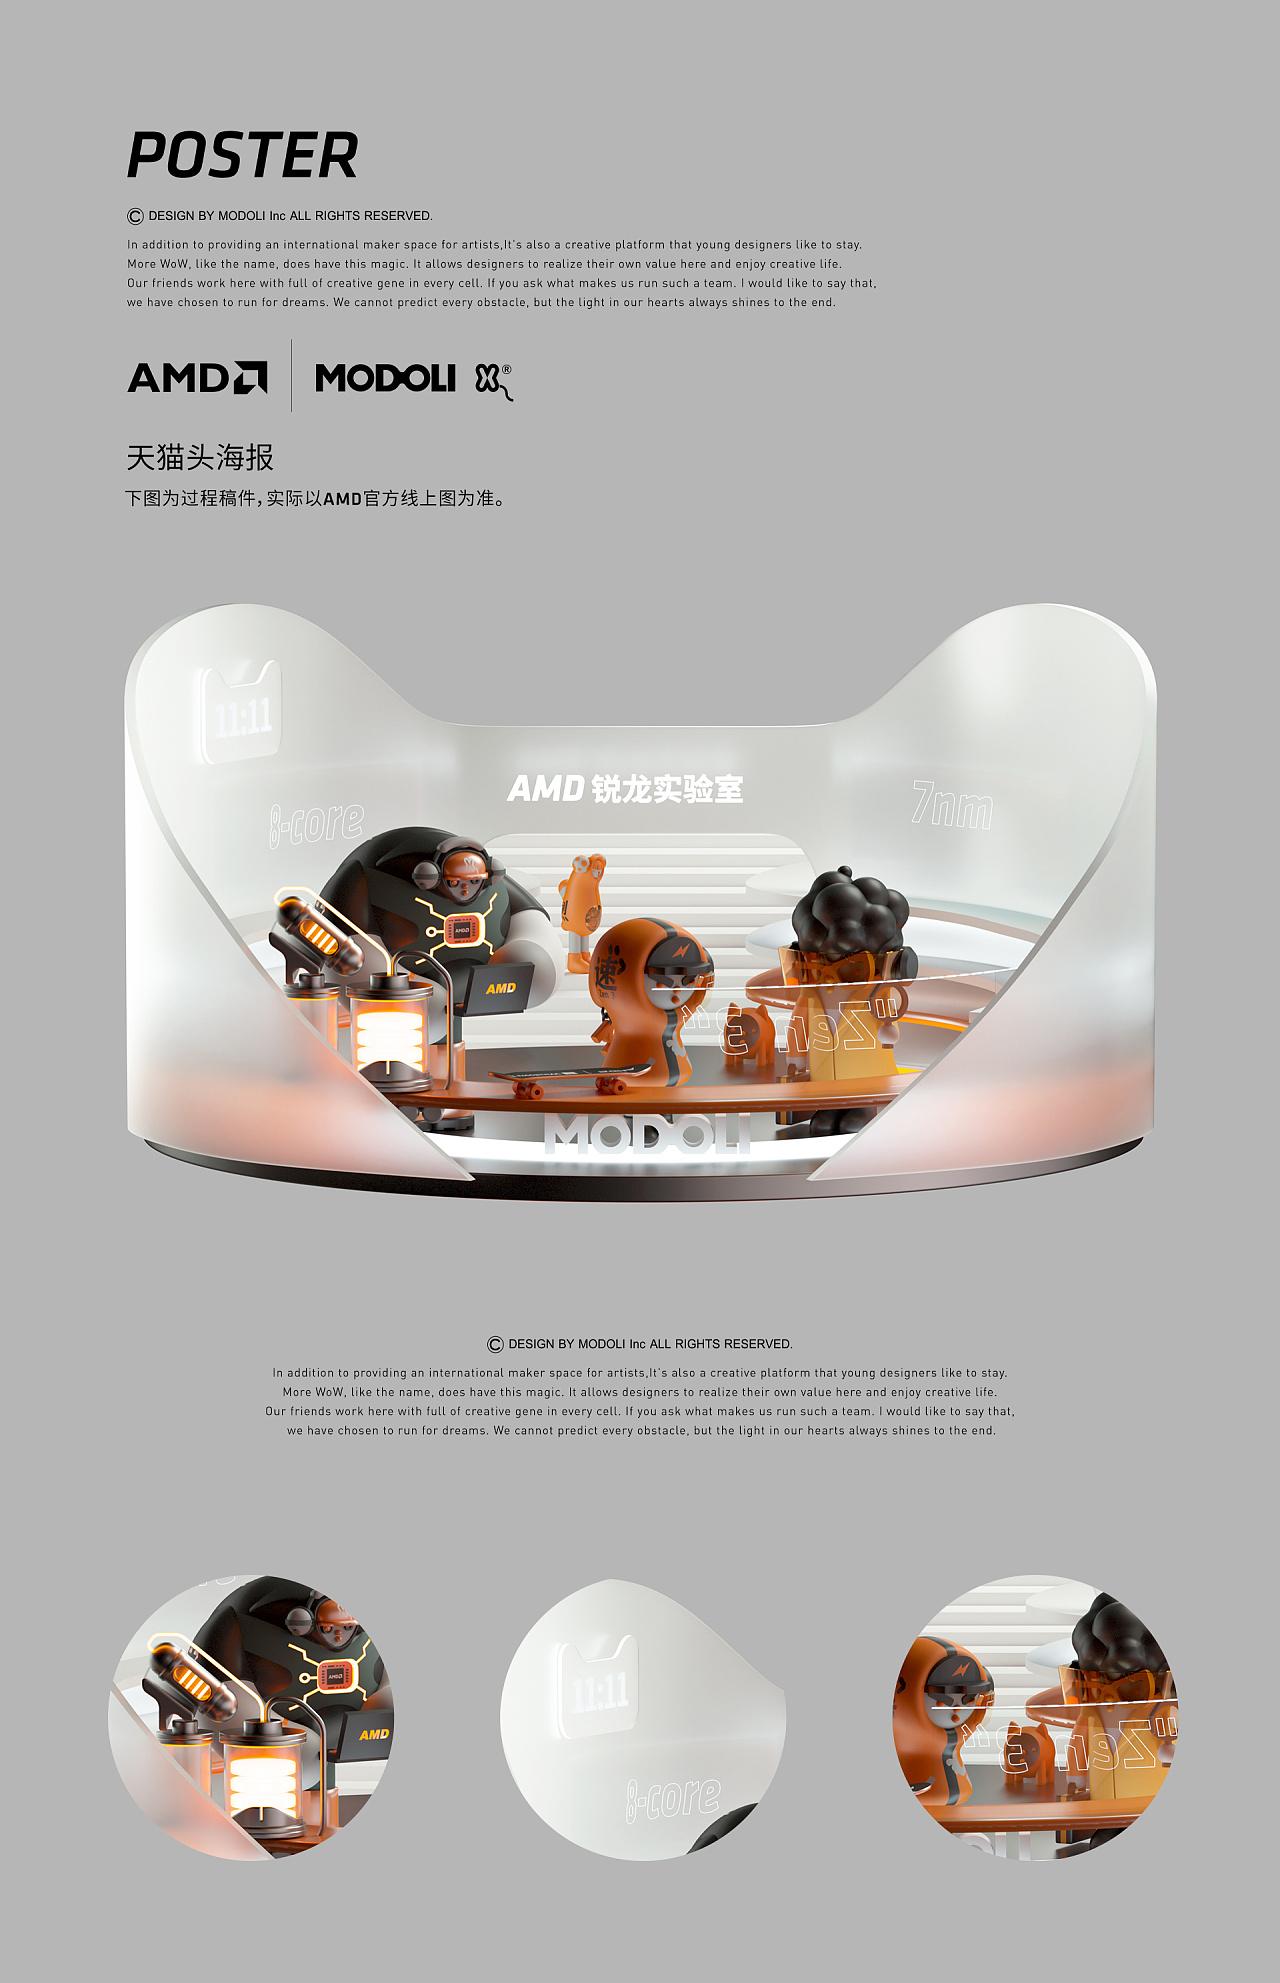 POSTER
© DESIGN BY MODOLI Inc ALL RIGHTS RESERVED.
In addition to providing an international maker space for artists,It's also a creative platform that young designers like to stay.
More WoW, like the name, does have this magic. It allows designers to realize their own value here and enjoy creative life.
Our friends work here with full of creative gene in every cell. If you ask what makes us run such a team. I would like to say that,
we have chosen to run for dreams. We cannot predict every obstacle, but the light in our hearts always shines to the end.
AMD MODOLI ®
天猫头海报
下图为过程稿件，实际以AMD官方线上图为准。
11:11
AMD 锐龙实验室
8-core
7nm
AMD
AMD
速
Zen 3
"Zen 3"
MODOLI
© DESIGN BY MODOLI Inc ALL RIGHTS RESERVED.
In addition to providing an international maker space for artists,It's also a creative platform that young designers like to stay.
More WoW, like the name, does have this magic. It allows designers to realize their own value here and enjoy creative life.
Our friends work here with full of creative gene in every cell. If you ask what makes us run such a team. I would like to say that,
we have chosen to run for dreams. We cannot predict every obstacle, but the light in our hearts always shines to the end.
AMD
AMD
11:11
8-core
"Zen 3"